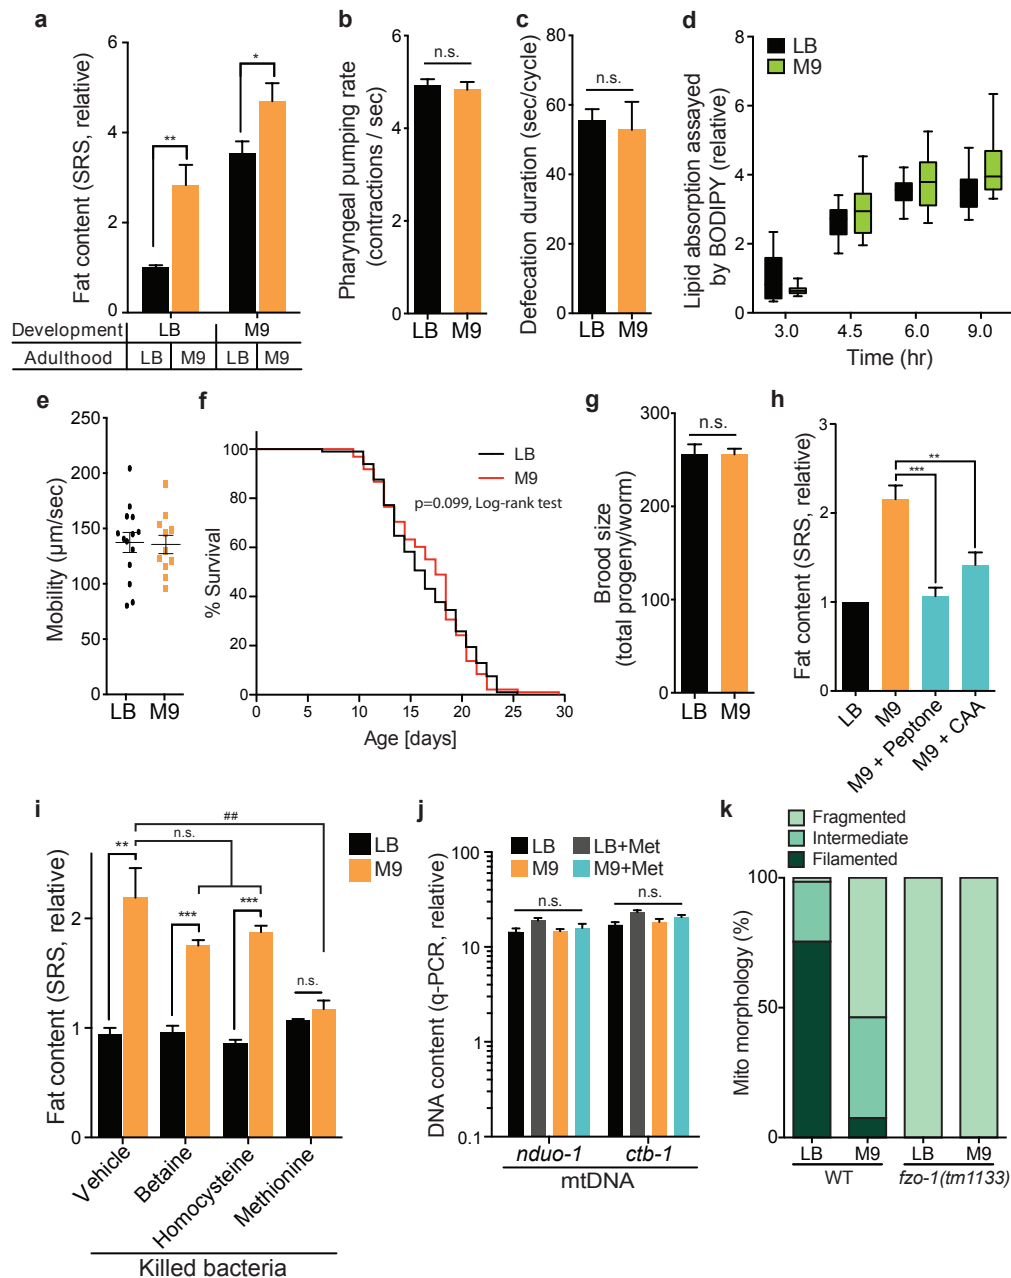 a
Fat content (SRS, relative)
6
4
2
0
**
*
Development
LB
M9
Adulthood
LB
M9
LB
M9
b
Pharyngeal pumping rate
(contractions / sec)
6
4
2
0
n.s.
LB
M9
c
Defecation duration (sec/cycle)
80
60
40
20
0
n.s.
LB
M9
d
Lipid absorption assayed
by BODIPY (relative)
8
6
4
2
0
LB
M9
3.0
4.5
6.0
9.0
Time (hr)
e
Mobility (µm/sec)
250
200
150
100
50
0
LB
M9
f
% Survival
100
80
60
40
20
0
LB
M9
p=0.099, Log-rank test
0
5
10
15
20
25
30
Age [days]
g
Brood size
(total progeny/worm)
300
200
100
0
n.s.
LB
M9
h
Fat content (SRS, relative)
3
2
1
0
**
***
LB
M9
M9 + Peptone
M9 + CAA
i
Fat content (SRS, relative)
2
1
0
##
n.s.
**
***
***
n.s.
LB
M9
Vehicle
Betaine
Homocysteine
Methionine
Killed bacteria
j
DNA content (q-PCR, relative)
100
10
1
0.1
LB
LB+Met
M9
M9+Met
n.s.
n.s.
nduo-1
ctb-1
mtDNA
k
Fragmented
Intermediate
Filamented
Mito morphology (%)
100
50
0
LB
M9
LB
M9
WT
fzo-1(tm1133)